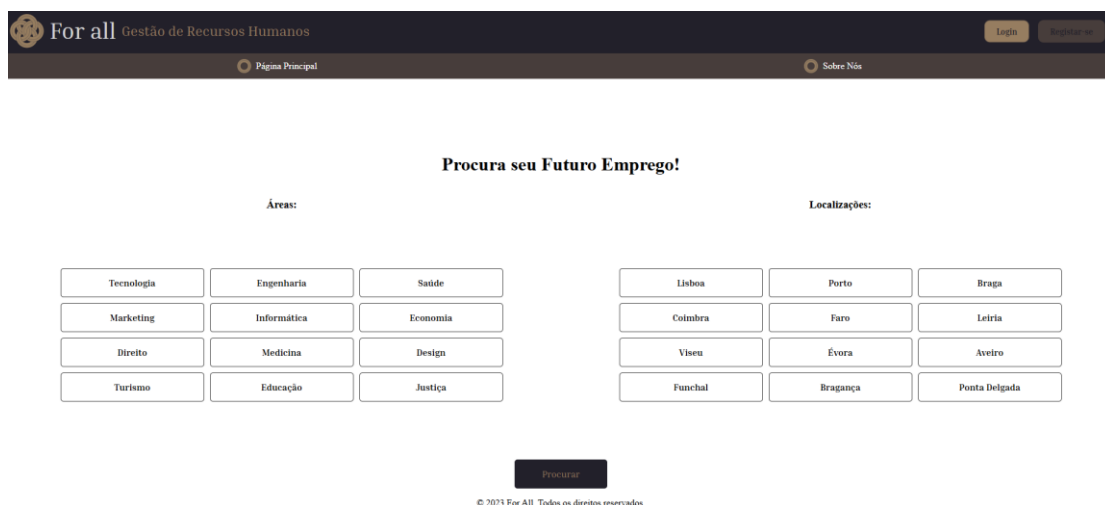 For all Gestão de Recursos Humanos
Login
Registar-se
Página Principal
Sobre Nós
Procura seu Futuro Emprego!
Áreas:
Localizações:
Tecnologia Engenharia Saúde
Marketing Informática Economia
Direito Medicina Design
Turismo Educação Justiça
Lisboa Porto Braga
Coimbra Faro Leiria
Viseu Évora Aveiro
Funchal Bragança Ponta Delgada
Procurar
© 2023 For All. Todos os direitos reservados